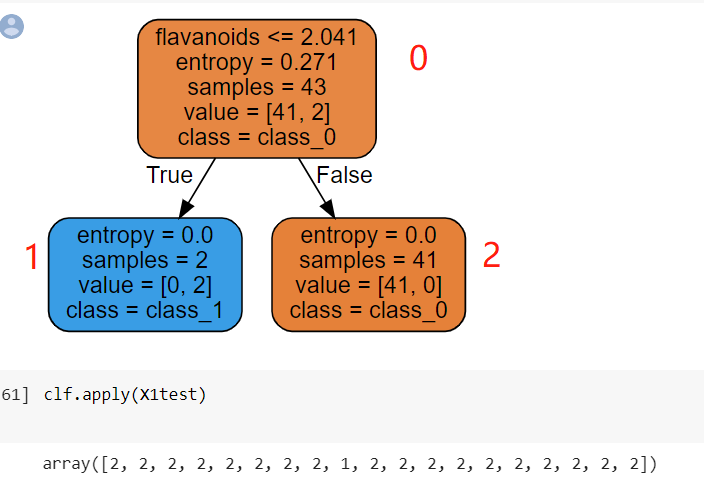 flavanoids <= 2.041
entropy = 0.271
samples = 43
value = [41, 2]
class = class_0
0
True
False
entropy = 0.0
samples = 2
value = [0, 2]
class = class_1
1
entropy = 0.0
samples = 41
value = [41, 0]
class = class_0
2
61] clf.apply(X1test)
array([2, 2, 2, 2, 2, 2, 2, 2, 1, 2, 2, 2, 2, 2, 2, 2, 2, 2, 2])